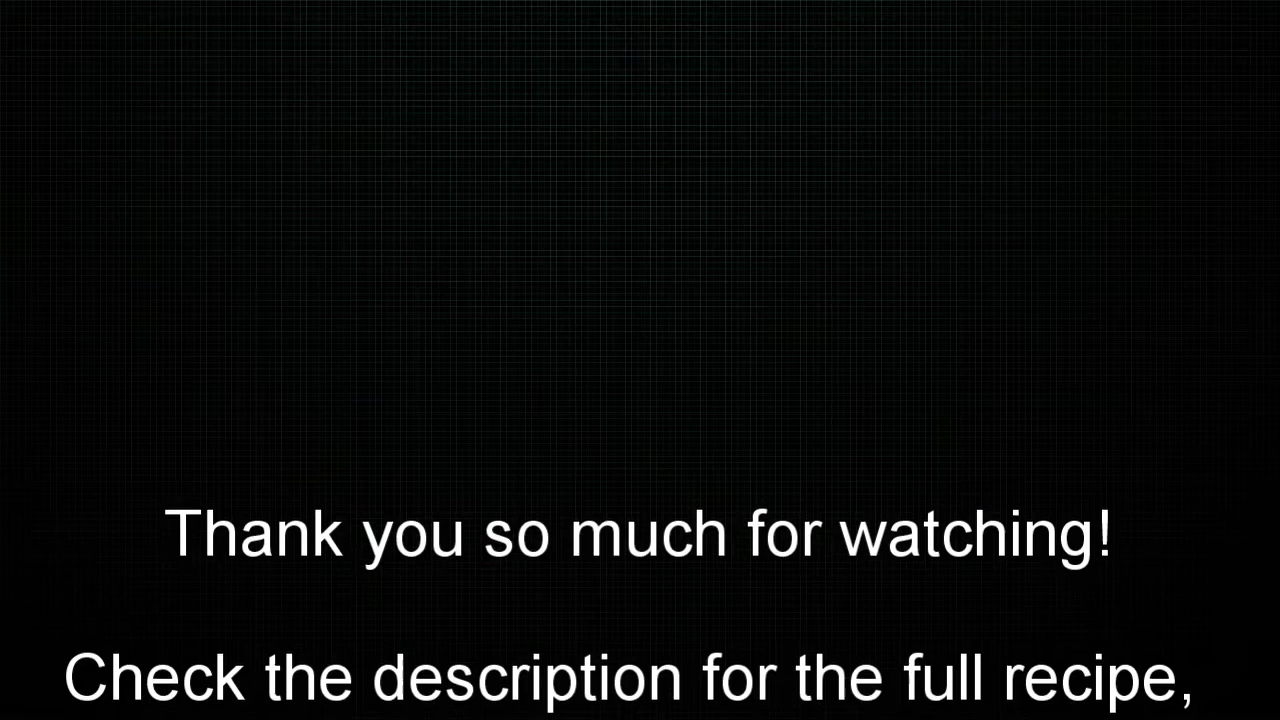 Thank you so much for watching!
Check the description for the full recipe,